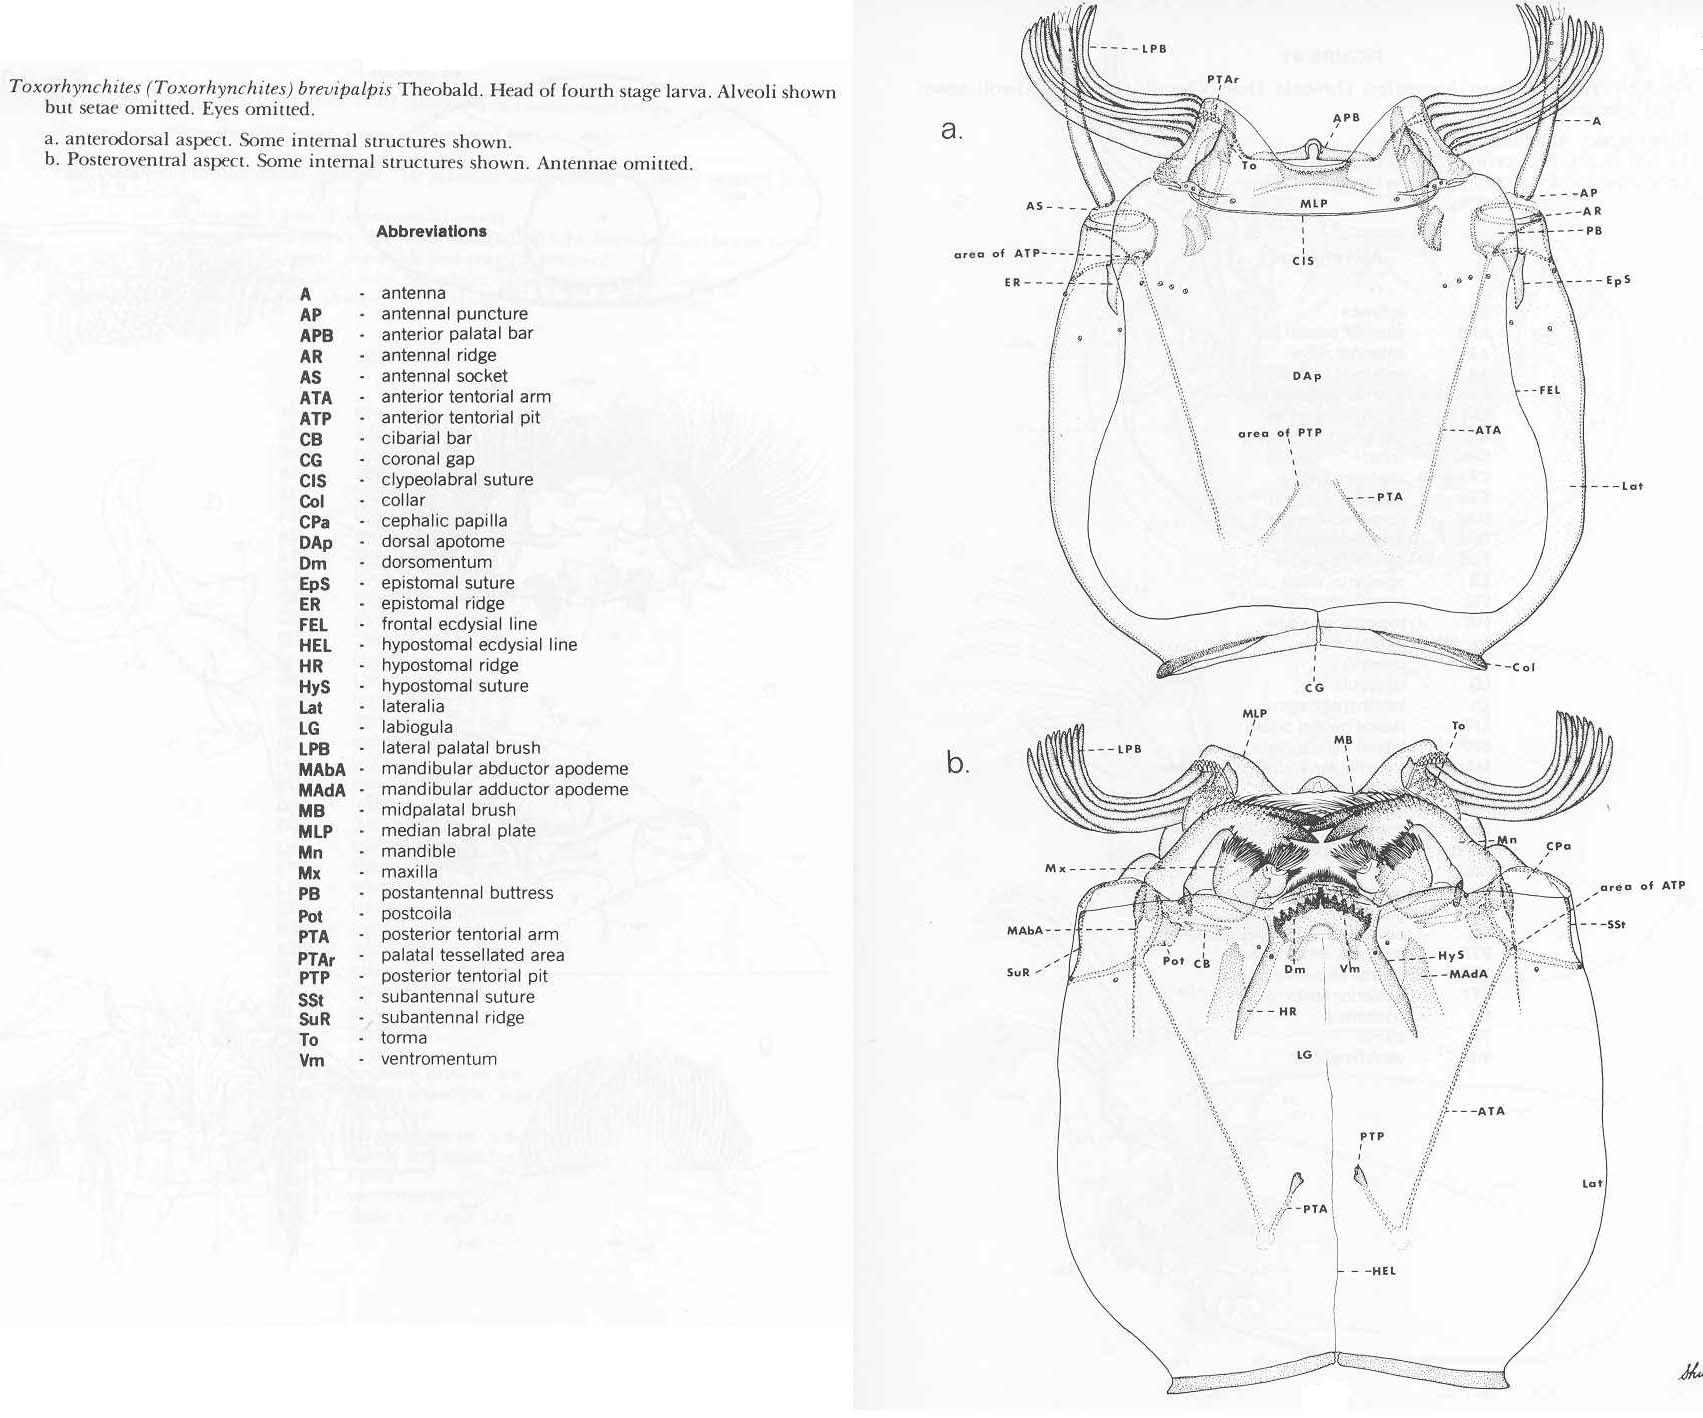 Toxorhynchites (Toxorhynchites) brevipalpis Theobald. Head of fourth stage larva. Alveoli shown
but setae omitted. Eyes omitted.
a. anterodorsal aspect. Some internal structures shown.
b. Posteroventral aspect. Some internal structures shown. Antennae omitted.
Abbreviations
A - antenna
AP - antennal puncture
APB - anterior palatal bar
AR - antennal ridge
AS - antennal socket
ATA - anterior tentorial arm
ATP - anterior tentorial pit
CB - cibarial bar
CG - coronal gap
ClS - clypeolabral suture
Col - collar
CPa - cephalic papilla
DAp - dorsal apotome
Dm - dorsomentum
EpS - epistomal suture
ER - epistomal ridge
FEL - frontal ecdysial line
HEL - hypostomal ecdysial line
HR - hypostomal ridge
HyS - hypostomal suture
Lat - lateralia
LG - labiogula
LPB - lateral palatal brush
MAbA - mandibular abductor apodeme
MAdA - mandibular adductor apodeme
MB - midpalatal brush
MLP - median labral plate
Mn - mandible
Mx - maxilla
PB - postantennal buttress
Pot - postcoila
PTA - posterior tentorial arm
PTAr - palatal tessellated area
PTP - posterior tentorial pit
SSt - subantennal suture
SuR - subantennal ridge
To - torma
Vm - ventromentum
a.
LPB
PTAr
APB
A
To
AS
MLP
AP
AR
PB
area of ATP
ClS
ER
EpS
DAp
FEL
area of PTP
ATA
PTA
Lat
Col
CG
b.
MLP
To
LPB
MB
Mn
CPa
Mx
area of ATP
MAbA
SSt
SuR
Pot
CB
Dm
Vm
HyS
MAdA
HR
LG
ATA
PTP
Lat
PTA
HEL